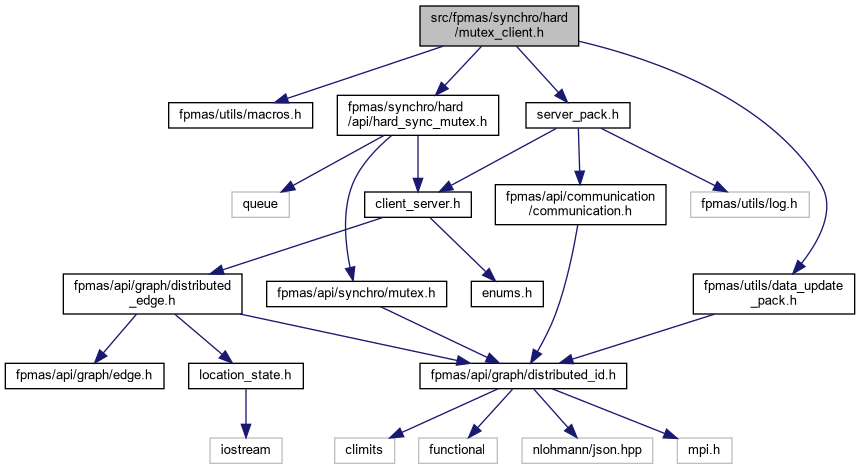 src/fpmas/synchro/hard
/mutex_client.h
fpmas/utils/macros.h
fpmas/synchro/hard
/api/hard_sync_mutex.h
server_pack.h
queue
client_server.h
fpmas/api/communication
/communication.h
fpmas/utils/log.h
fpmas/api/graph/distributed
_edge.h
fpmas/api/synchro/mutex.h
enums.h
fpmas/utils/data_update
_pack.h
fpmas/api/graph/edge.h
location_state.h
fpmas/api/graph/distributed_id.h
iostream
climits
functional
nlohmann/json.hpp
mpi.h